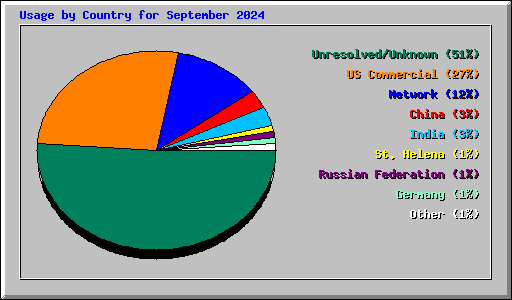 Usage by Country for September 2024
Unresolved/Unknown (51%)
US Commercial (27%)
Network (12%)
China (3%)
India (3%)
St. Helena (1%)
Russian Federation (1%)
Germany (1%)
Other (1%)